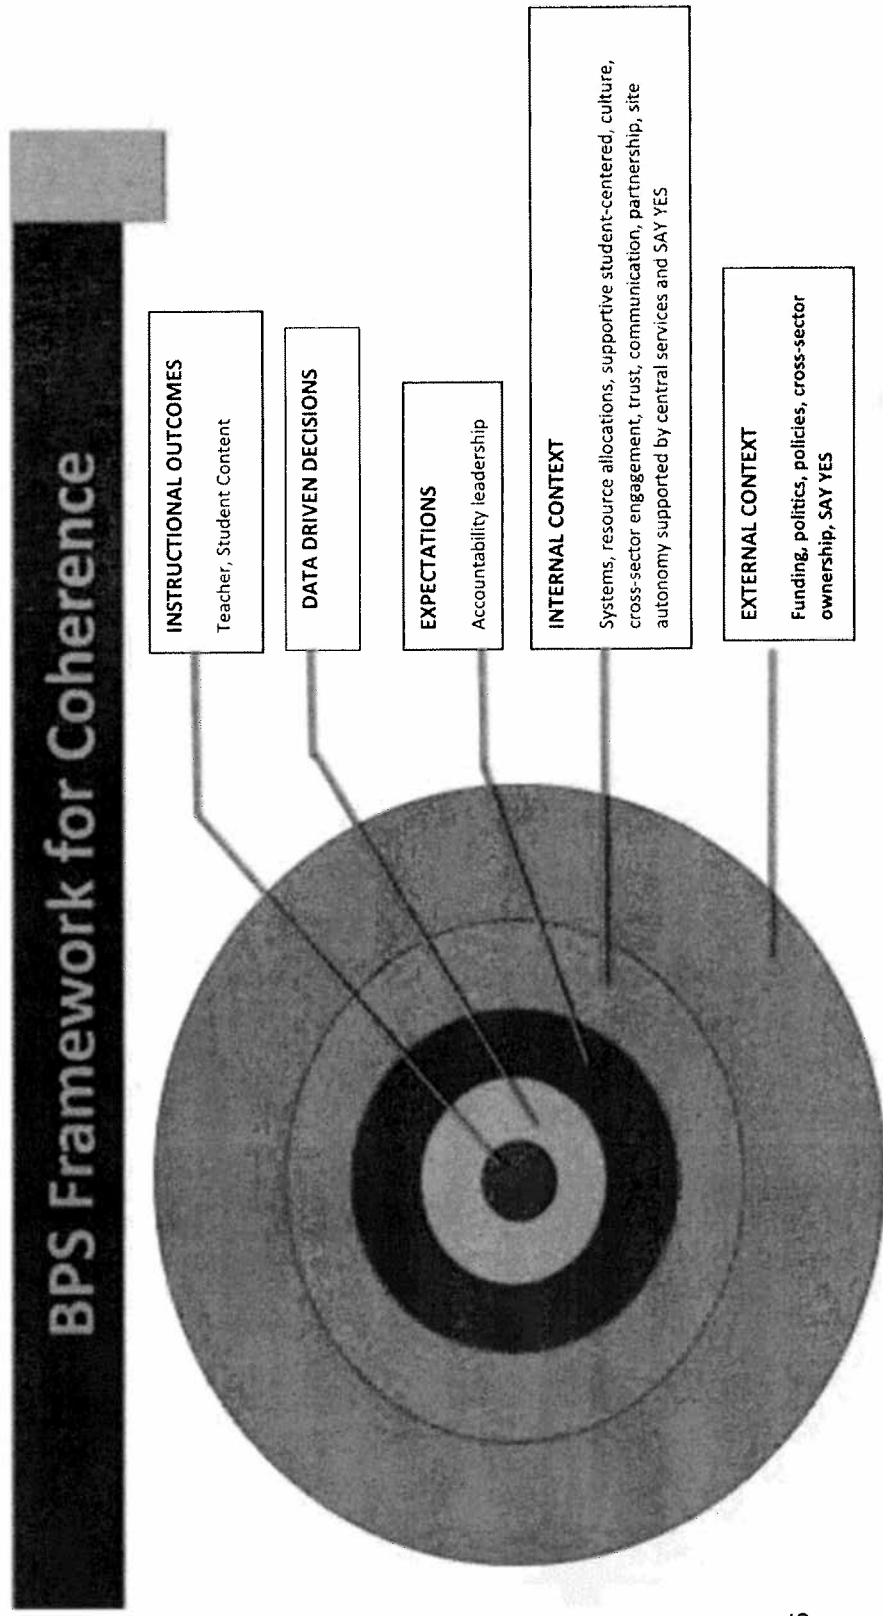 BPS Framework for Coherence
INSTRUCTIONAL OUTCOMES
Teacher, Student Content
DATA DRIVEN DECISIONS
EXPECTATIONS
Accountability leadership
INTERNAL CONTEXT
Systems, resource allocations, supportive student-centered, culture,
cross-sector engagement, trust, communication, partnership, site
autonomy supported by central services and SAY YES
EXTERNAL CONTEXT
Funding, politics, policies, cross-sector
ownership, SAY YES